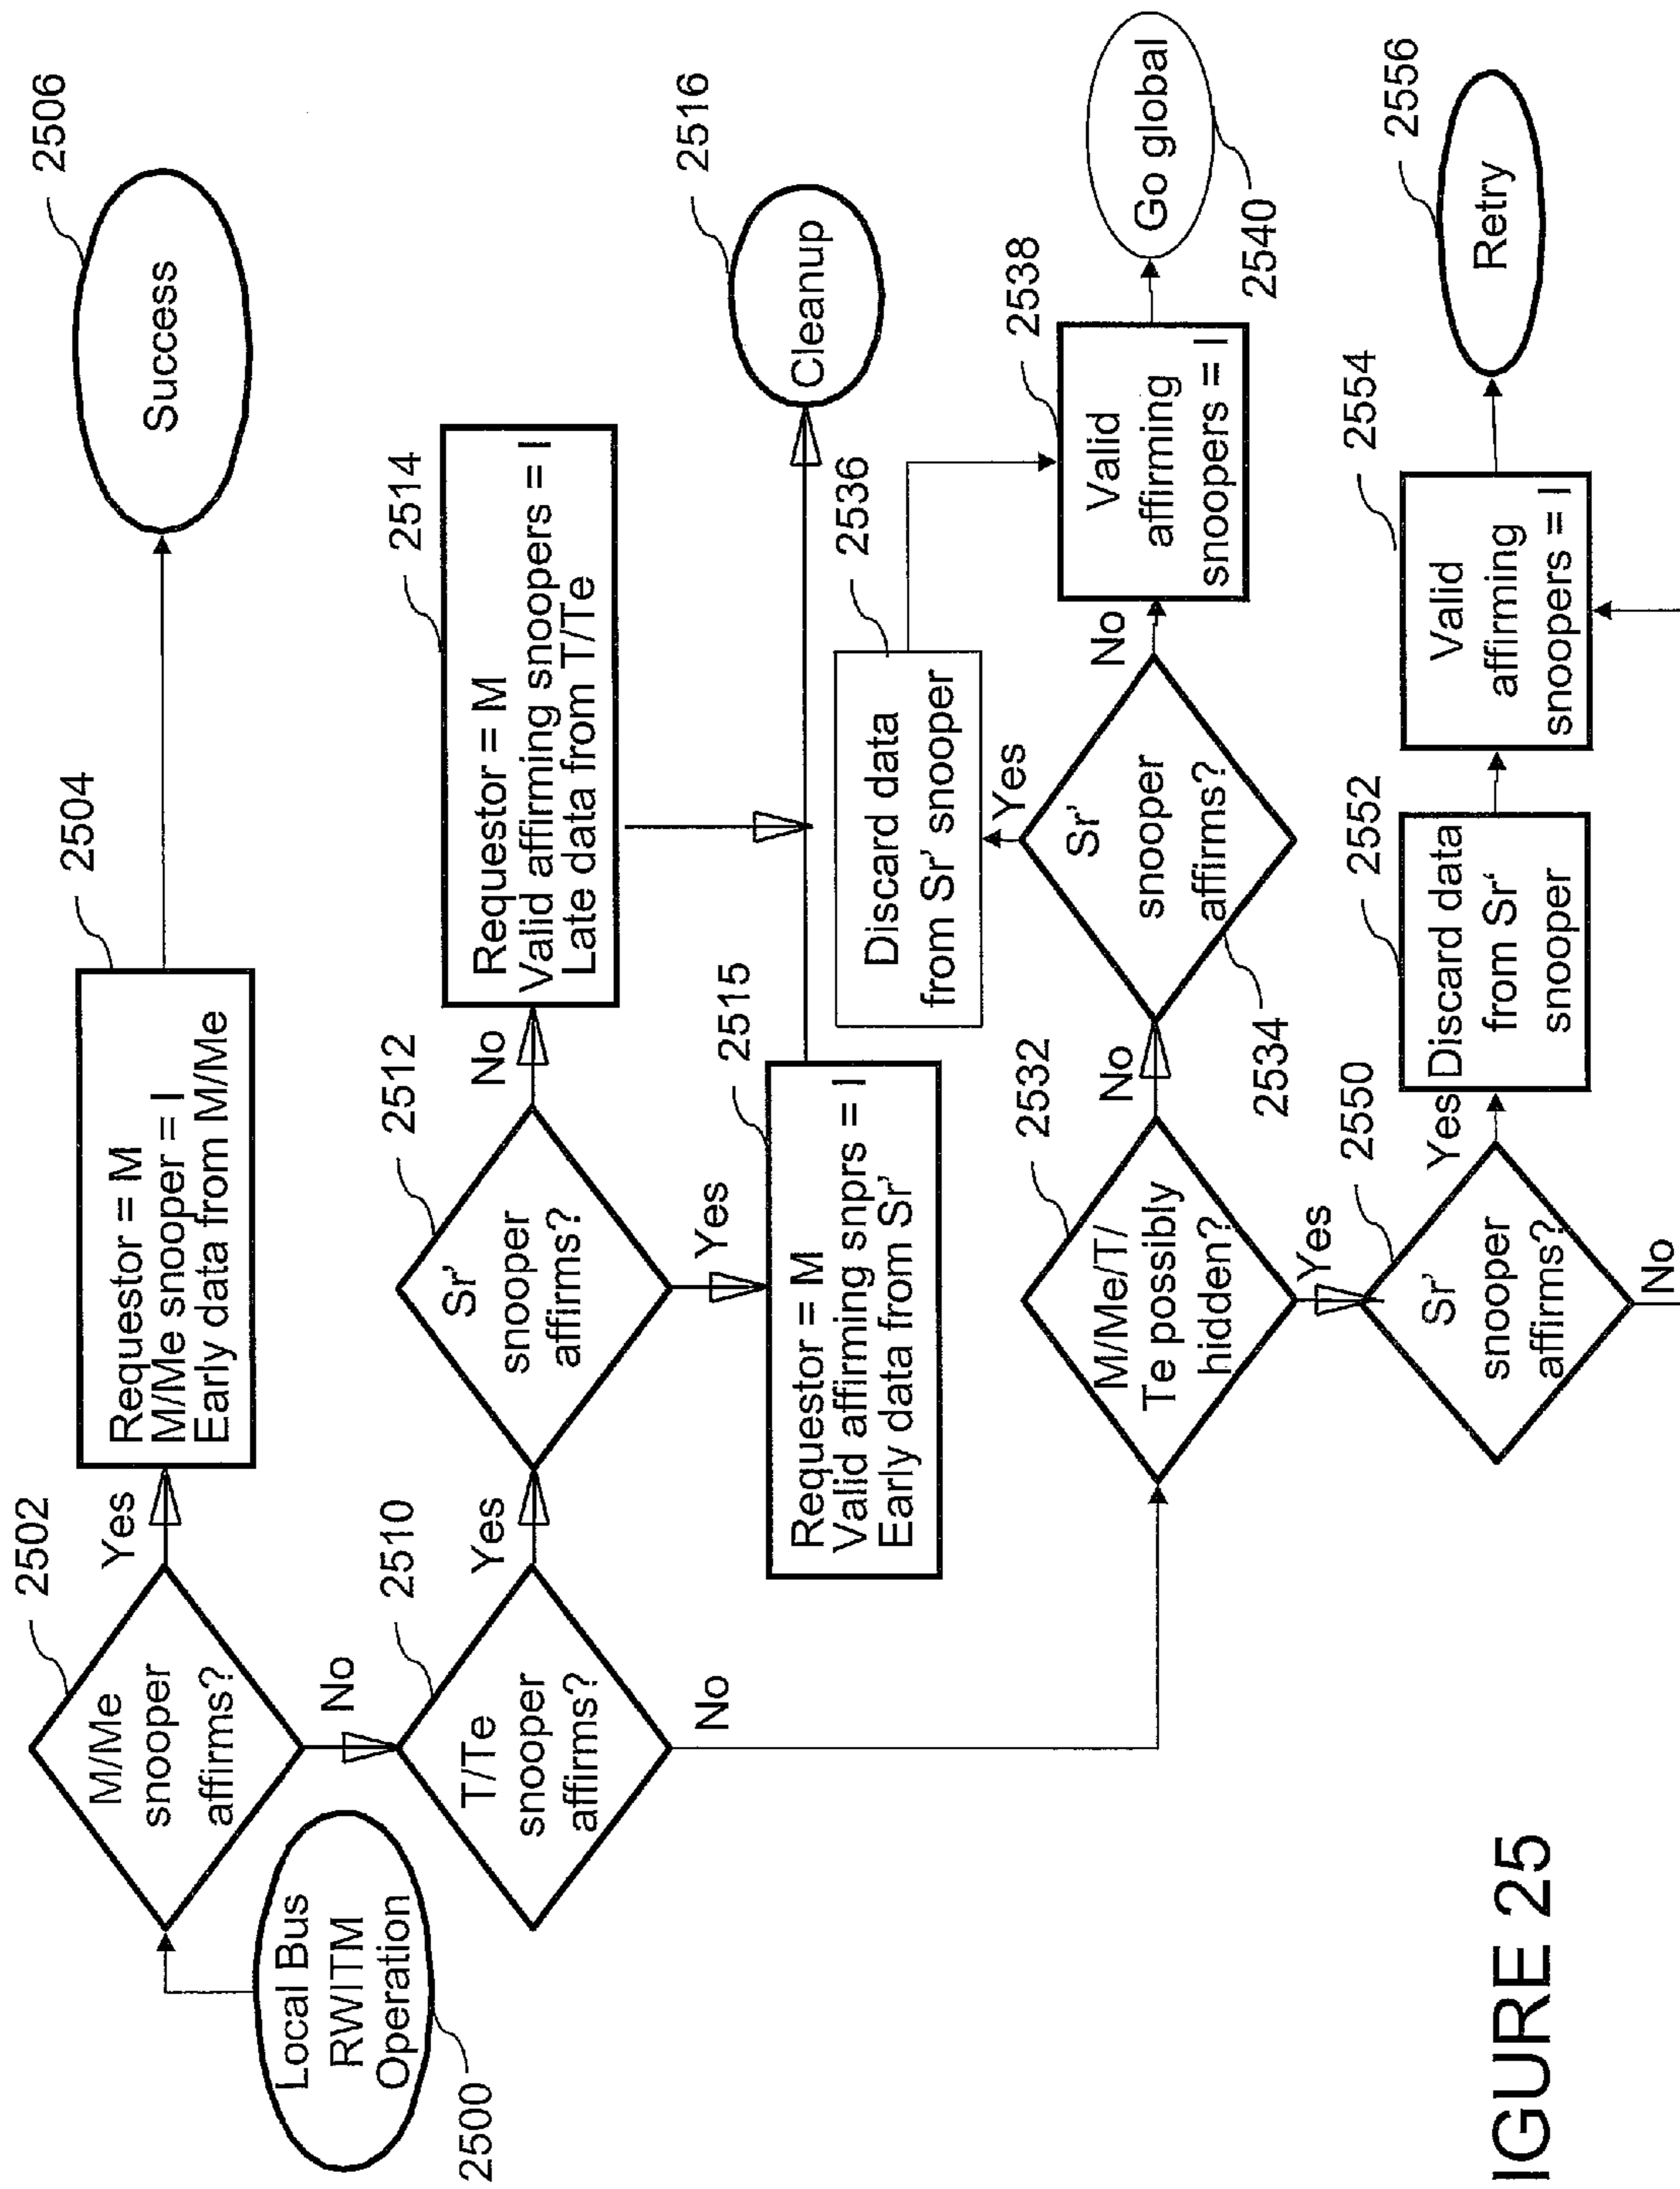 Local Bus
RWITM
Operation
2500
M/Me
snooper
affirms?
2502
Yes
No
Requestor = M
M/Me snooper = I
Early data from M/Me
2504
Success
2506
T/Te
snooper
affirms?
2510
Yes
No
Sr'
snooper
affirms?
2512
No
Yes
Requestor = M
Valid affirming snoopers = I
Late data from T/Te
2514
Requestor = M
Valid affirming snprs = I
Early data from Sr'
2515
Cleanup
2516
M/Me/T/
Te possibly
hidden?
2532
No
Yes
Sr'
snooper
affirms?
2534
Yes
No
Discard data
from Sr' snooper
2536
Valid
affirming
snoopers = I
2538
Go global
2540
Sr'
snooper
affirms?
2550
Yes
No
Discard data
from Sr'
snooper
2552
Valid
affirming
snoopers = I
2554
Retry
2556
IGURE 25